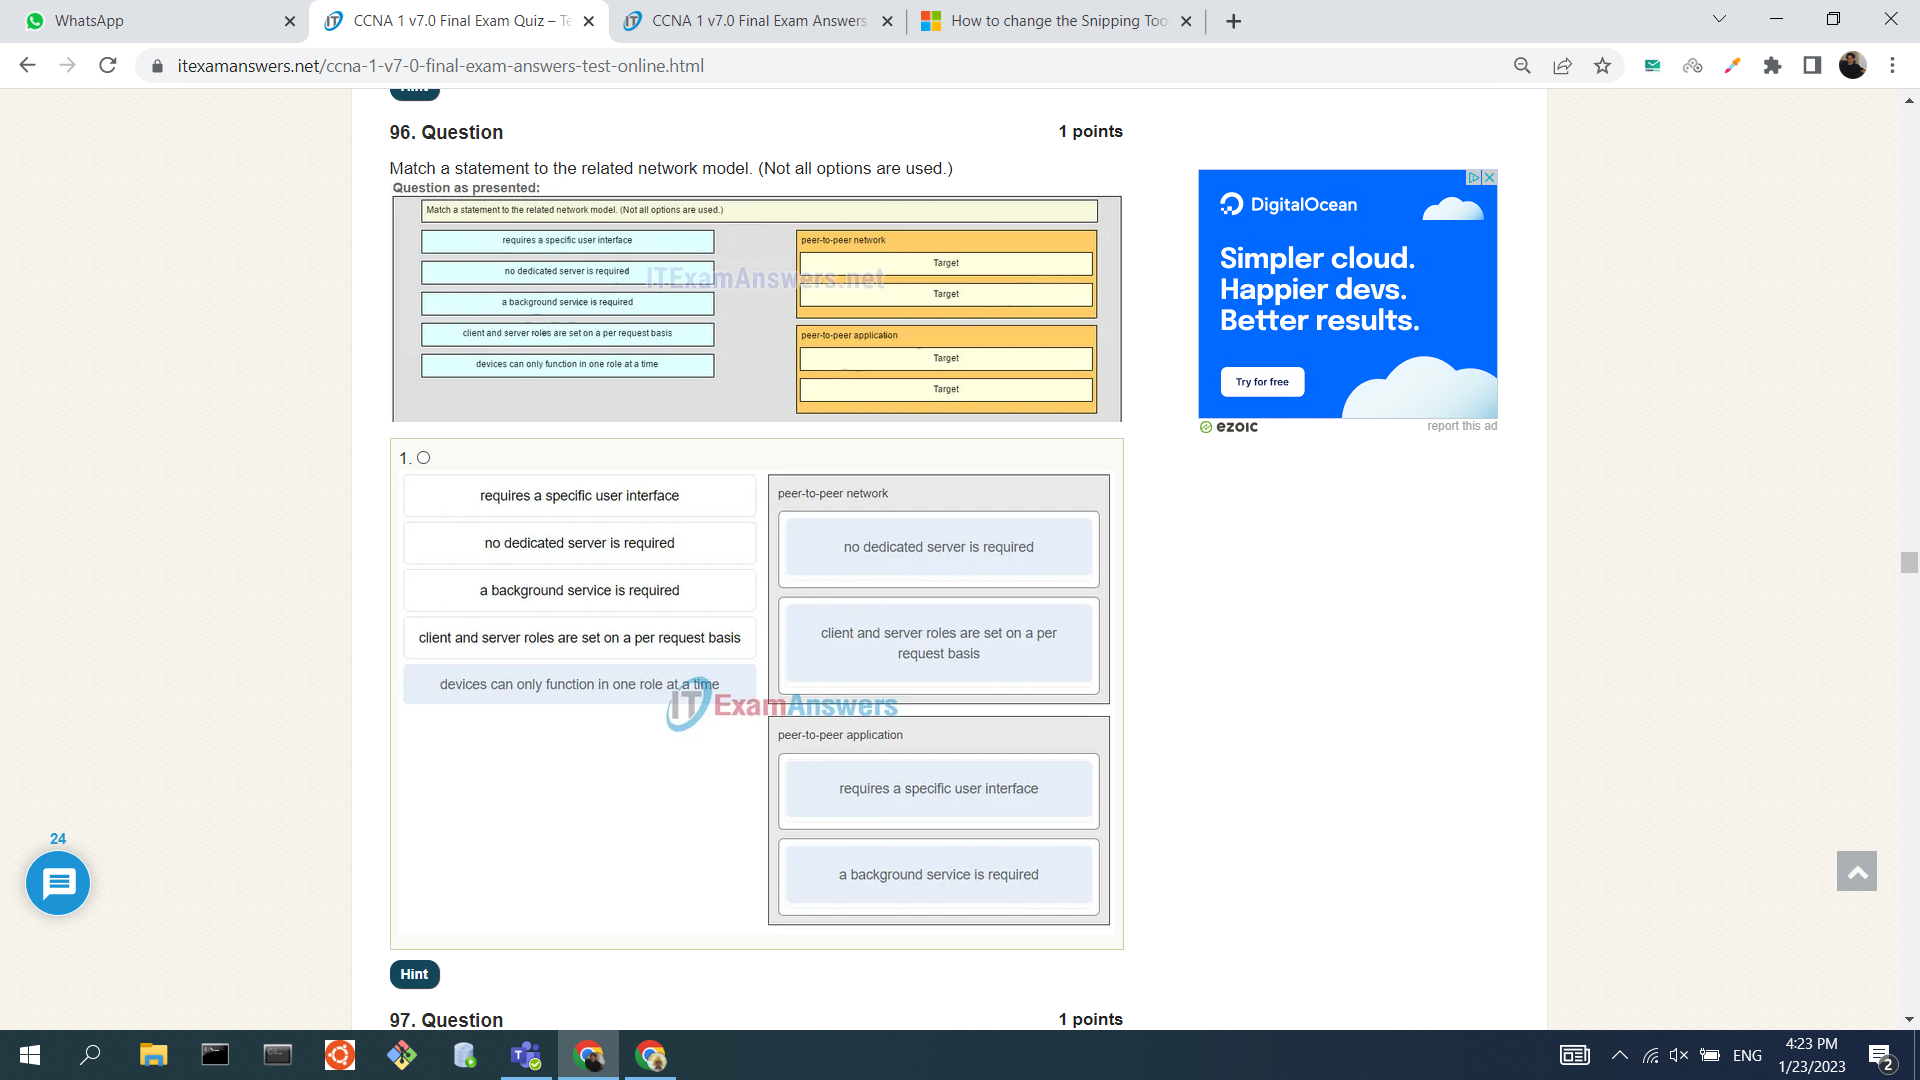 WhatsApp
CCNA 1 v7.0 Final Exam Quiz – Te
CCNA 1 v7.0 Final Exam Answers
How to change the Snipping Too
itexamanswers.net/ccna-1-v7-0-final-exam-answers-test-online.html
Hint
96. Question
1 points
Match a statement to the related network model. (Not all options are used.)
Question as presented:
Match a statement to the related network model. (Not all options are used.)
requires a specific user interface
no dedicated server is required
a background service is required
client and server roles are set on a per request basis
devices can only function in one role at a time
peer-to-peer network
Target
Target
peer-to-peer application
Target
Target
ITExamAnswers.net
1.
requires a specific user interface
no dedicated server is required
a background service is required
client and server roles are set on a per request basis
devices can only function in one role at a time
peer-to-peer network
no dedicated server is required
client and server roles are set on a per
request basis
peer-to-peer application
requires a specific user interface
a background service is required
IT ExamAnswers
Hint
97. Question
1 points
DigitalOcean
Simpler cloud.
Happier devs.
Better results.
Try for free
ezoic
report this ad
24
ENG
4:23 PM
1/23/2023
2